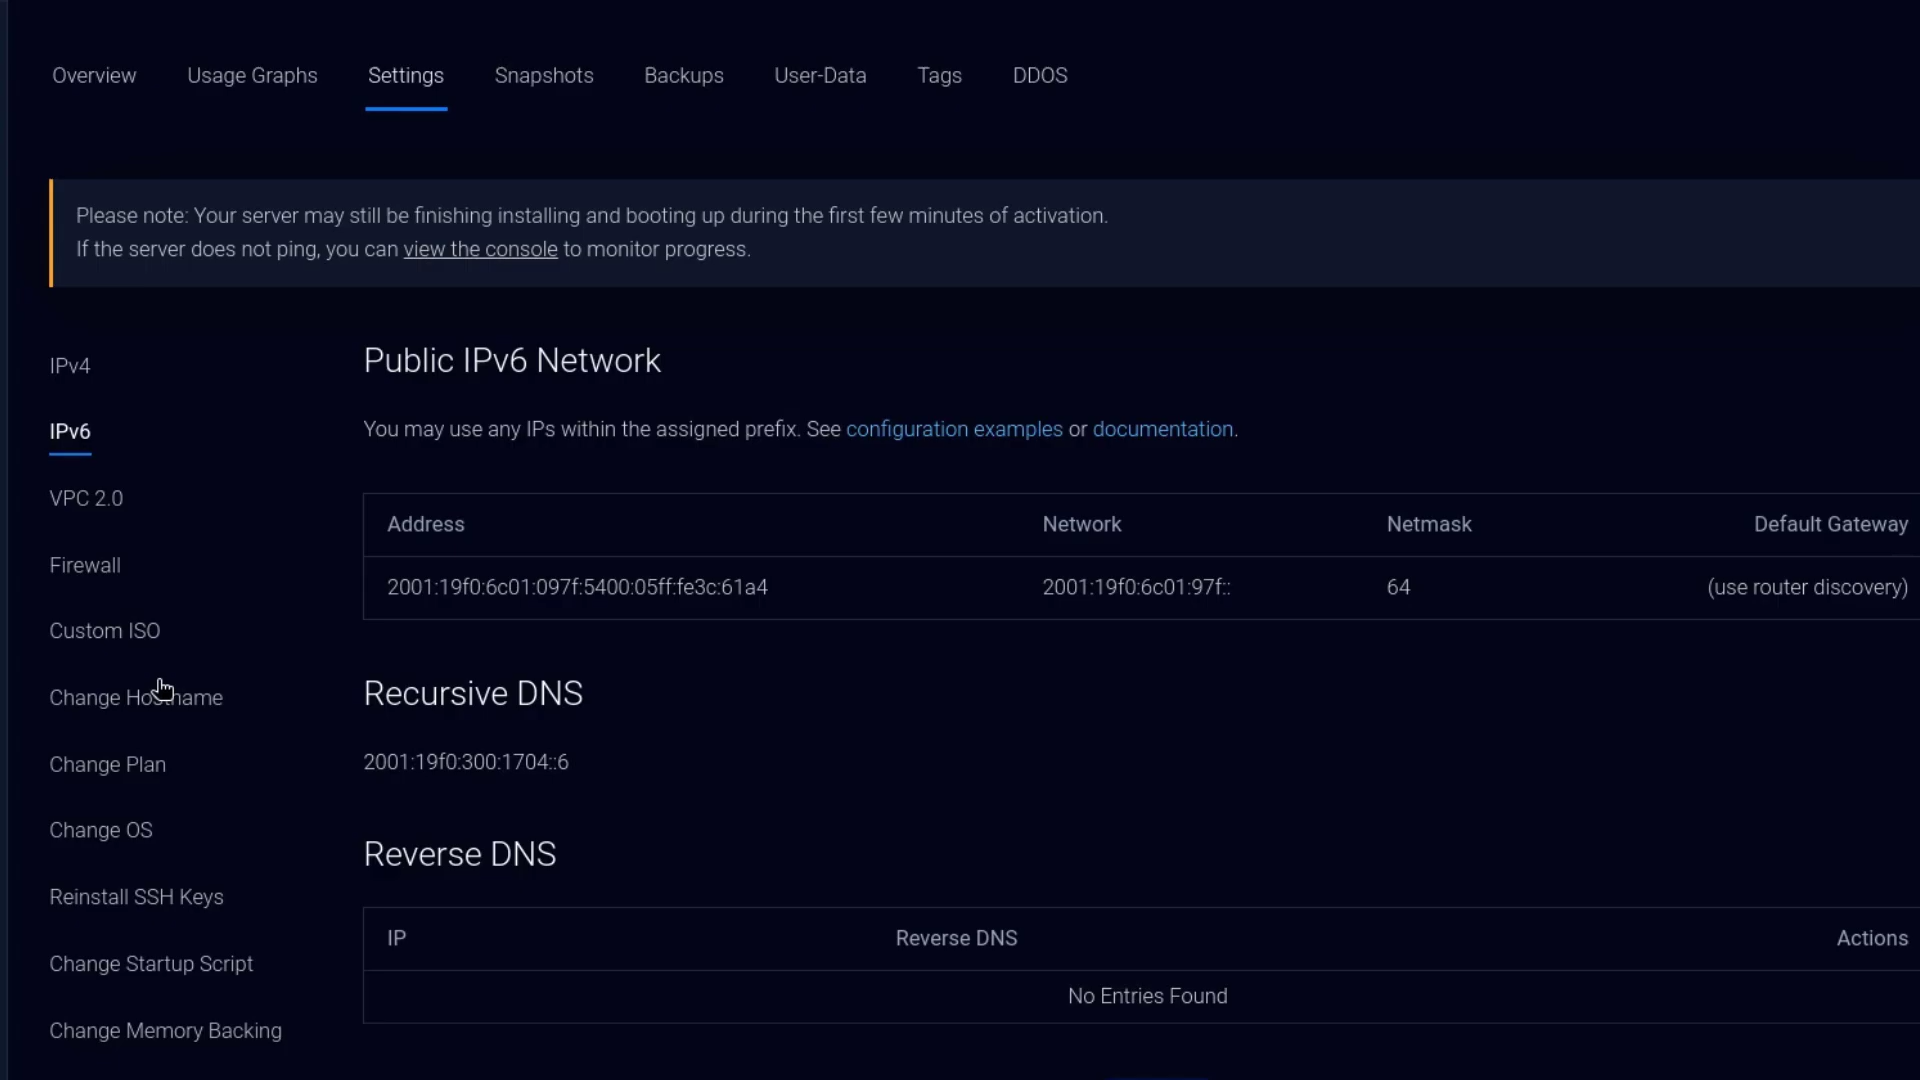 Overview Usage Graphs Settings Snapshots Backups User-Data Tags DDOS
Please note: Your server may still be finishing installing and booting up during the first few minutes of activation.
If the server does not ping, you can view the console to monitor progress.
IPv4
IPv6
VPC 2.0
Firewall
Custom ISO
Change Hostname
Change Plan
Change OS
Reinstall SSH Keys
Change Startup Script
Change Memory Backing
Public IPv6 Network
You may use any IPs within the assigned prefix. See configuration examples or documentation.
Address Network Netmask Default Gateway
2001:19f0:6c01:097f:5400:05ff:fe3c:61a4 2001:19f0:6c01:97f:: 64 (use router discovery)
Recursive DNS
2001:19f0:300:1704::6
Reverse DNS
IP Reverse DNS Actions
No Entries Found